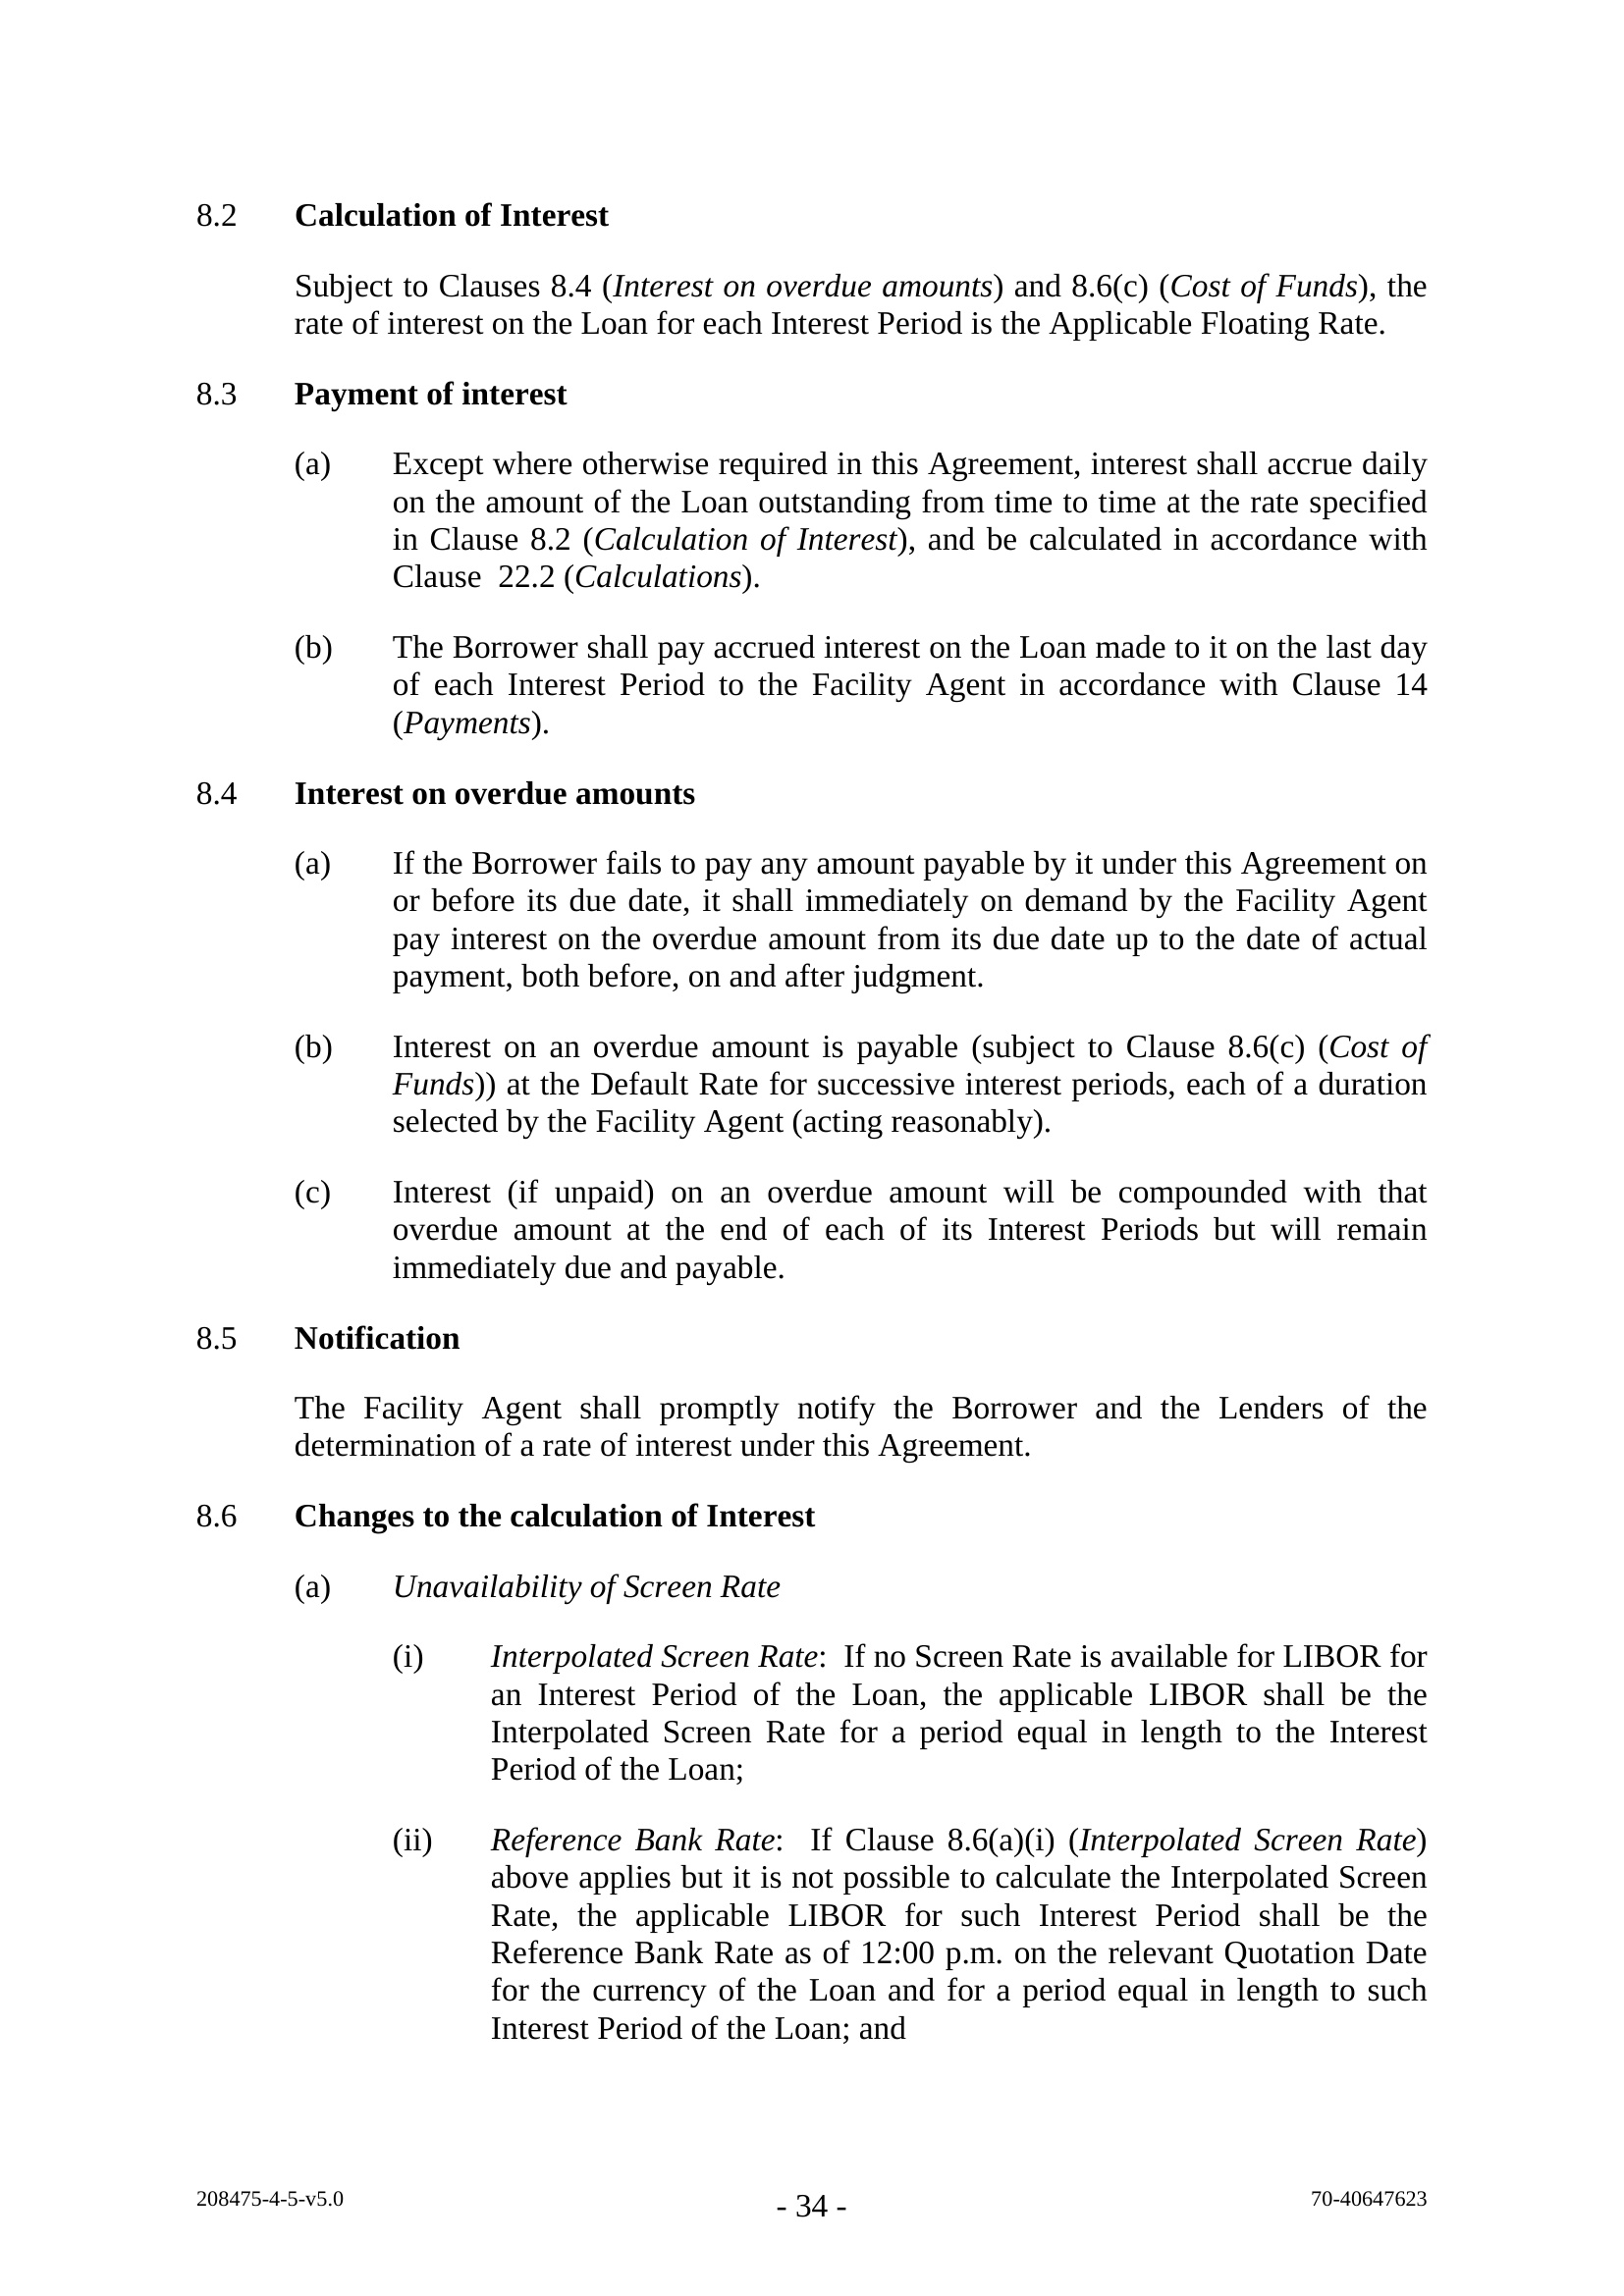 8.2 Calculation of Interest
Subject to Clauses 8.4 (Interest on overdue amounts) and 8.6(c) (Cost of Funds), the
rate of interest on the Loan for each Interest Period is the Applicable Floating Rate.
8.3 Payment of interest
(a) Except where otherwise required in this Agreement, interest shall accrue daily
on the amount of the Loan outstanding from time to time at the rate specified
in Clause 8.2 (Calculation of Interest), and be calculated in accordance with
Clause  22.2 (Calculations).
(b) The Borrower shall pay accrued interest on the Loan made to it on the last day
of each Interest Period to the Facility Agent in accordance with Clause 14
(Payments).
8.4 Interest on overdue amounts
(a) If the Borrower fails to pay any amount payable by it under this Agreement on
or before its due date, it shall immediately on demand by the Facility Agent
pay interest on the overdue amount from its due date up to the date of actual
payment, both before, on and after judgment.
(b) Interest on an overdue amount is payable (subject to Clause 8.6(c) (Cost of
Funds)) at the Default Rate for successive interest periods, each of a duration
selected by the Facility Agent (acting reasonably).
(c) Interest (if unpaid) on an overdue amount will be compounded with that
overdue amount at the end of each of its Interest Periods but will remain
immediately due and payable.
8.5 Notification
The Facility Agent shall promptly notify the Borrower and the Lenders of the
determination of a rate of interest under this Agreement.
8.6 Changes to the calculation of Interest
(a) Unavailability of Screen Rate
(i) Interpolated Screen Rate:  If no Screen Rate is available for LIBOR for
an Interest Period of the Loan, the applicable LIBOR shall be the
Interpolated Screen Rate for a period equal in length to the Interest
Period of the Loan;
(ii) Reference Bank Rate:  If Clause 8.6(a)(i) (Interpolated Screen Rate)
above applies but it is not possible to calculate the Interpolated Screen
Rate, the applicable LIBOR for such Interest Period shall be the
Reference Bank Rate as of 12:00 p.m. on the relevant Quotation Date
for the currency of the Loan and for a period equal in length to such
Interest Period of the Loan; and
208475-4-5-v5.0 - 34 - 70-40647623